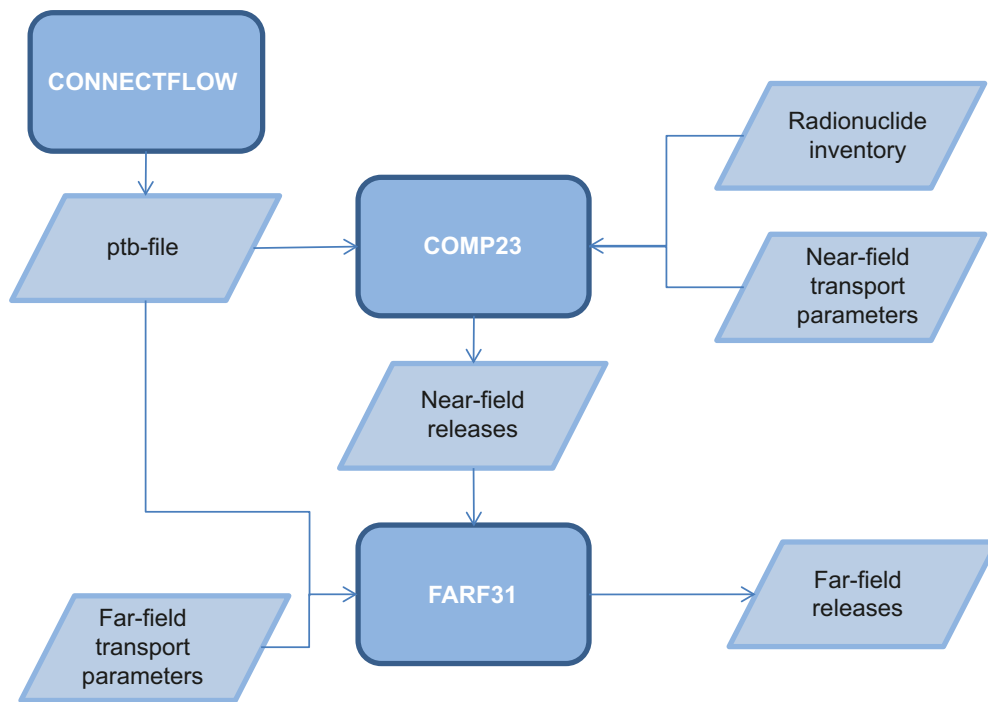 CONNECTFLOW
Radionuclide
inventory
ptb-file
COMP23
Near-field
transport
parameters
Near-field
releases
FARF31
Far-field
transport
parameters
Far-field
releases